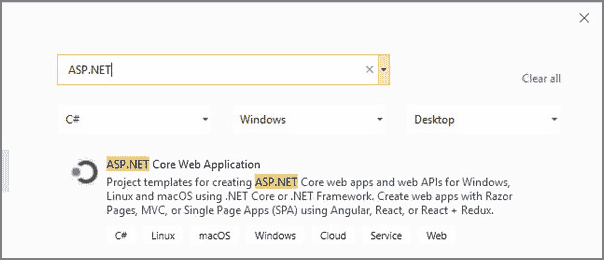 ASP.NET
Clear all
C# Windows Desktop
ASP.NET Core Web Application
Project templates for creating ASP.NET Core web apps and web APIs for Windows,
Linux and macOS using .NET Core or .NET Framework. Create web apps with Razor
Pages, MVC, or Single Page Apps (SPA) using Angular, React, or React + Redux.
C# Linux macOS Windows Cloud Service Web